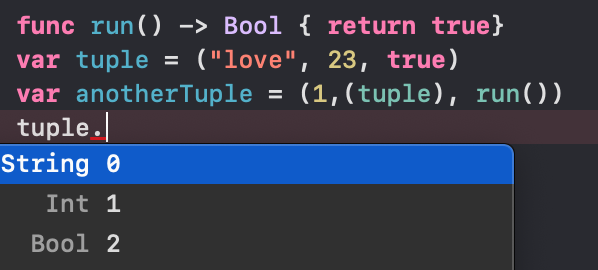 func run() -> Bool { return true}
var tuple = ("love", 23, true)
var anotherTuple = (1,(tuple), run())
tuple.
String 0
Int 1
Bool 2